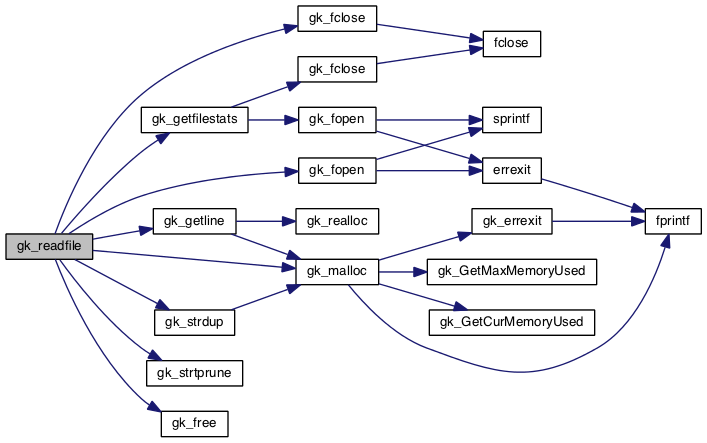 gk_fclose
fclose
gk_fclose
gk_getfilestats
gk_fopen
sprintf
gk_fopen
errexit
gk_readfile
gk_getline
gk_realloc
gk_errexit
fprintf
gk_malloc
gk_GetMaxMemoryUsed
gk_strdup
gk_GetCurMemoryUsed
gk_strtprune
gk_free